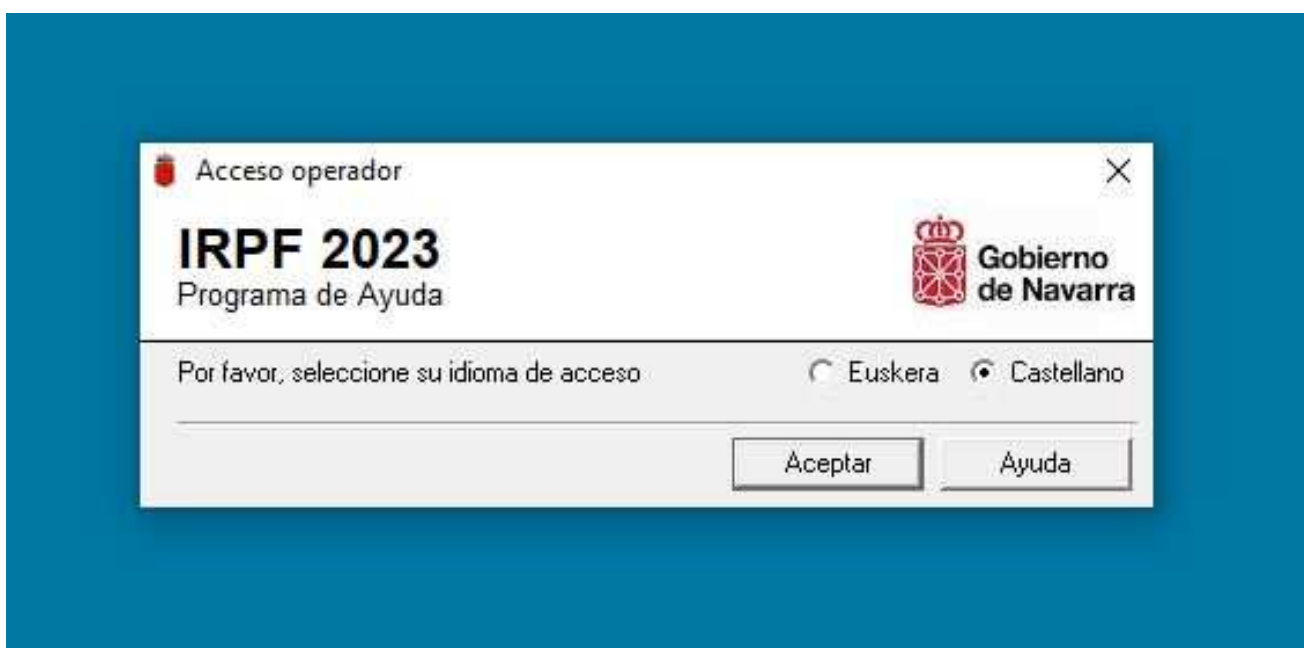 Acceso operador
IRPF 2023
Programa de Ayuda
Gobierno
de Navarra
Por favor, seleccione su idioma de acceso
Euskera
Castellano
Aceptar
Ayuda